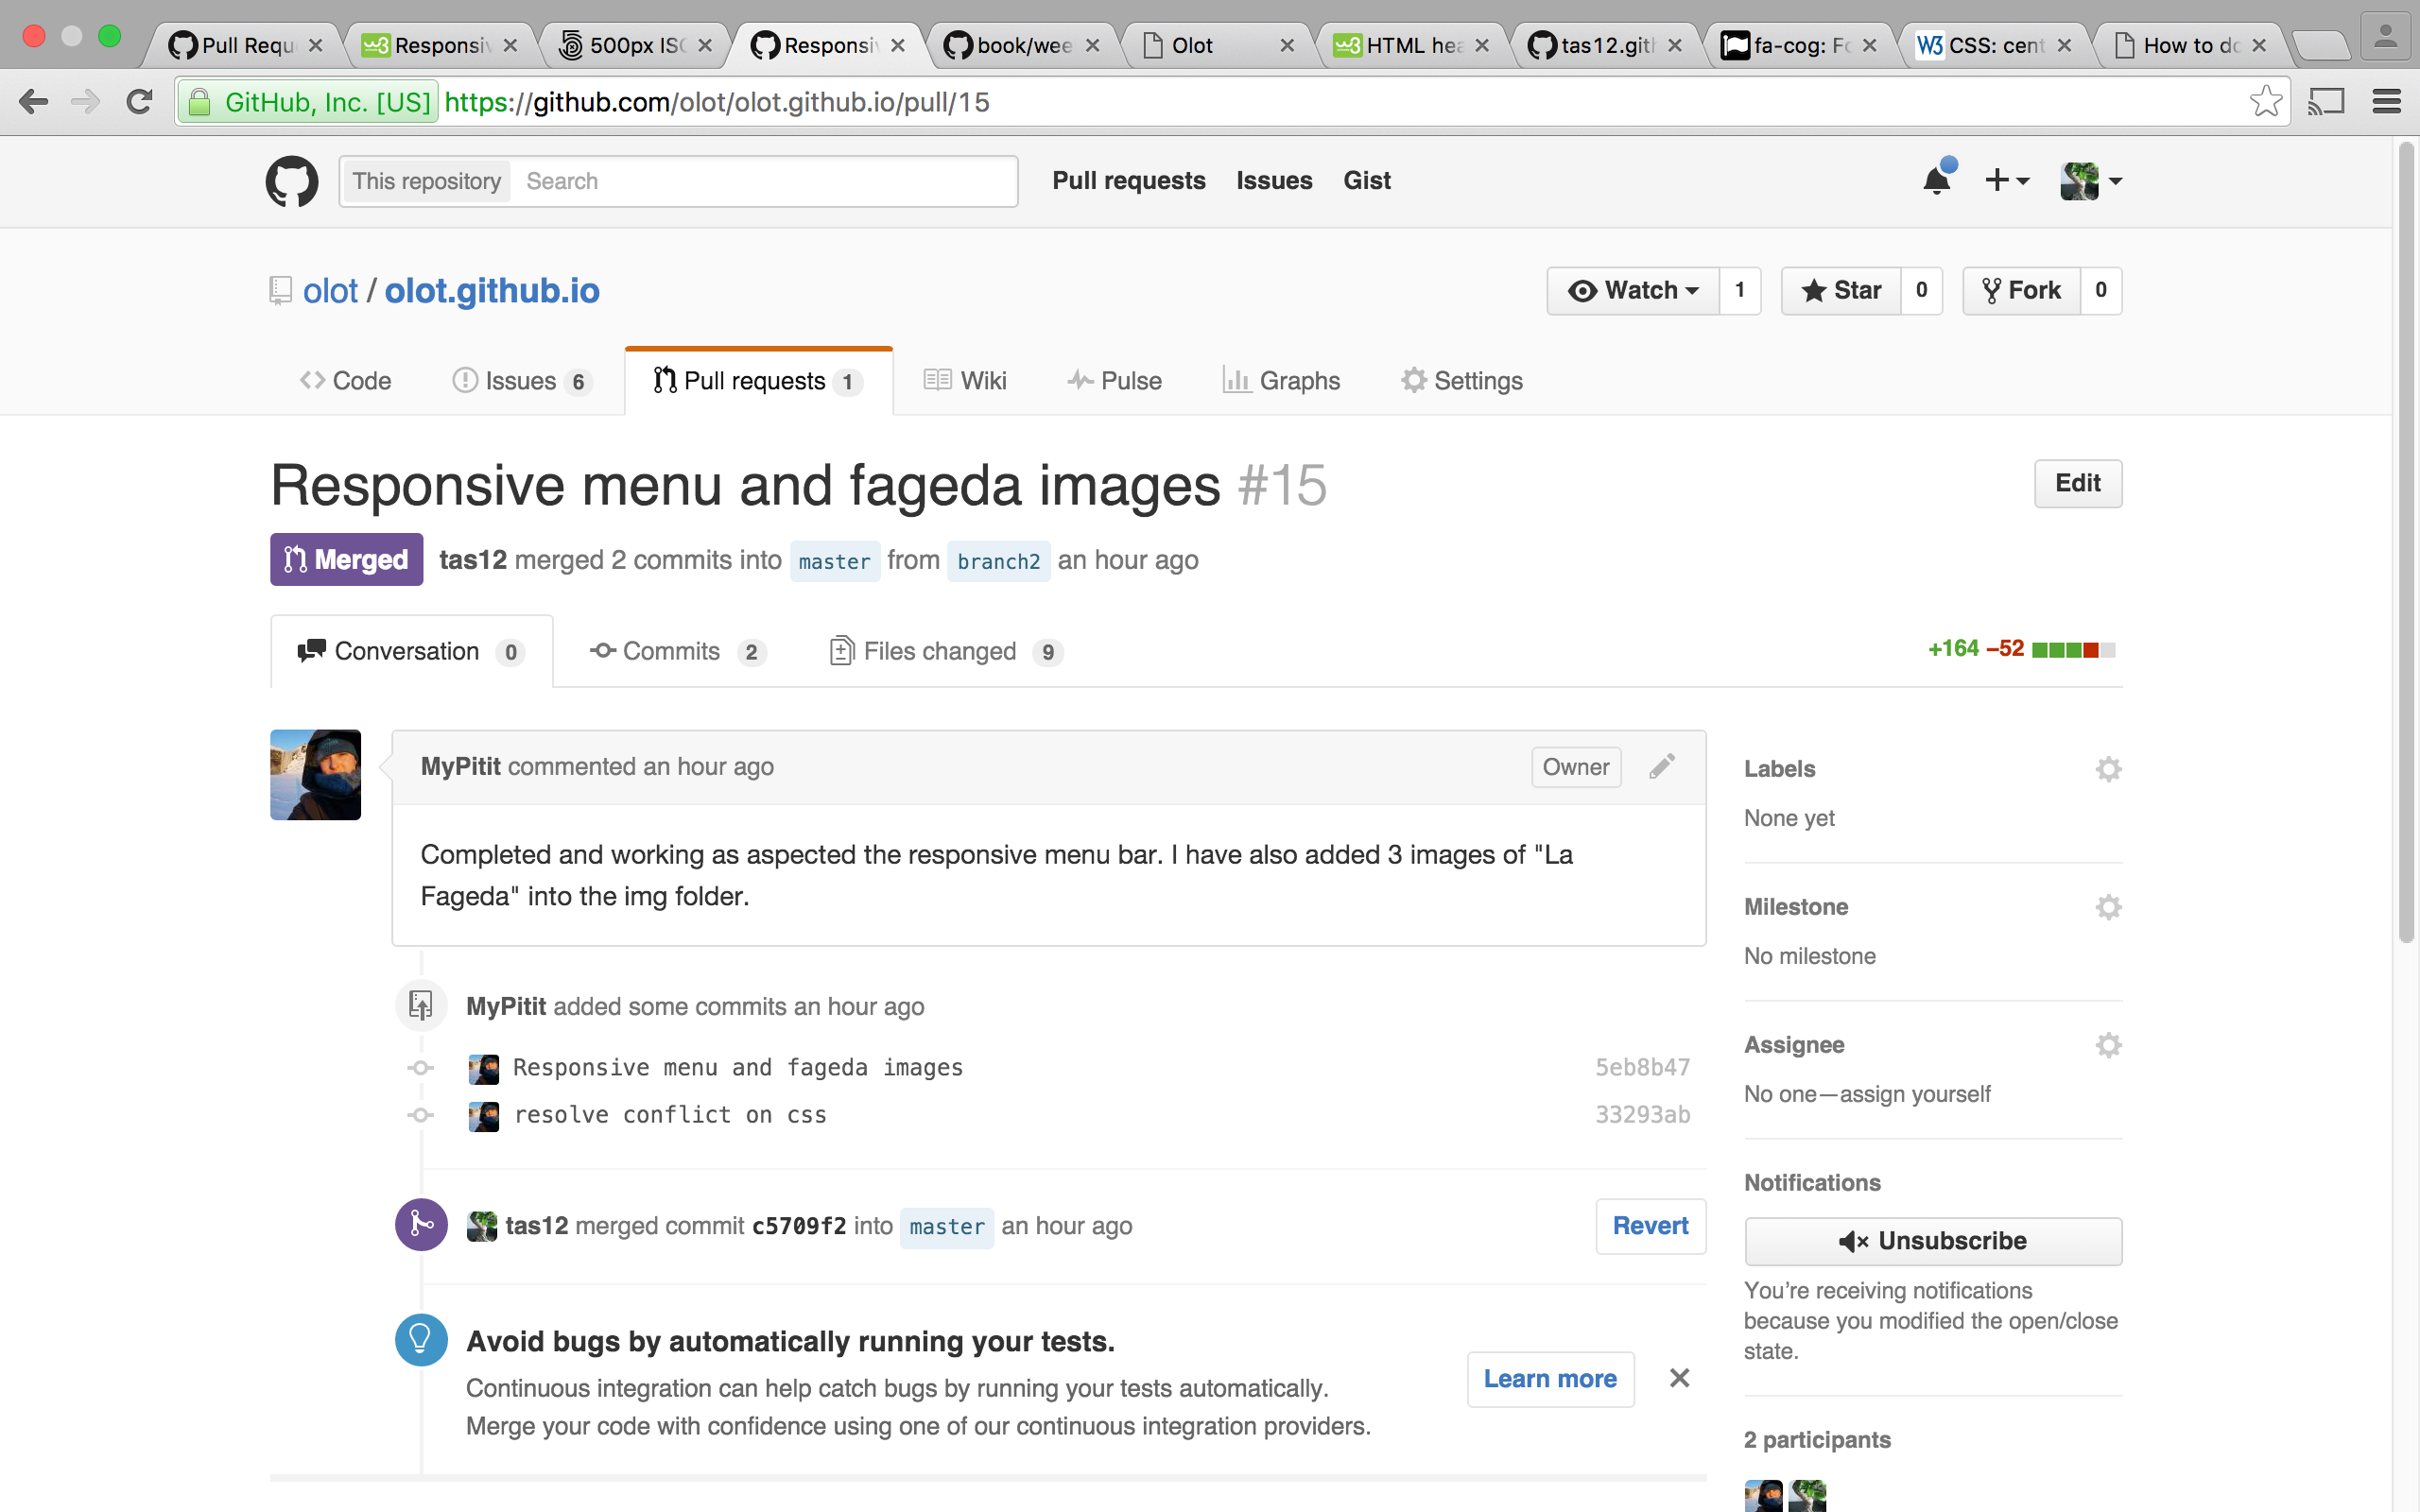 Pull Requ
Responsiv
500px ISO
Responsiv
book/wee
Olot
HTML hea
tas12.gith
fa-cog: Fo
CSS: cent
How to do
GitHub, Inc. [US] https://github.com/olot/olot.github.io/pull/15
This repository Search Pull requests Issues Gist
olot / olot.github.io Watch 1 Star 0 Fork 0
Code Issues 6 Pull requests 1 Wiki Pulse Graphs Settings
Responsive menu and fageda images #15 Edit
Merged tas12 merged 2 commits into master from branch2 an hour ago
Conversation 0 Commits 2 Files changed 9 +164 −52
MyPitit commented an hour ago Owner
Completed and working as aspected the responsive menu bar. I have also added 3 images of "La
Fageda" into the img folder.
MyPitit added some commits an hour ago
Responsive menu and fageda images 5eb8b47
resolve conflict on css 33293ab
tas12 merged commit c5709f2 into master an hour ago Revert
Avoid bugs by automatically running your tests.
Continuous integration can help catch bugs by running your tests automatically.
Merge your code with confidence using one of our continuous integration providers.
Learn more
Labels
None yet
Milestone
No milestone
Assignee
No one—assign yourself
Notifications
Unsubscribe
You’re receiving notifications
because you modified the open/close
state.
2 participants